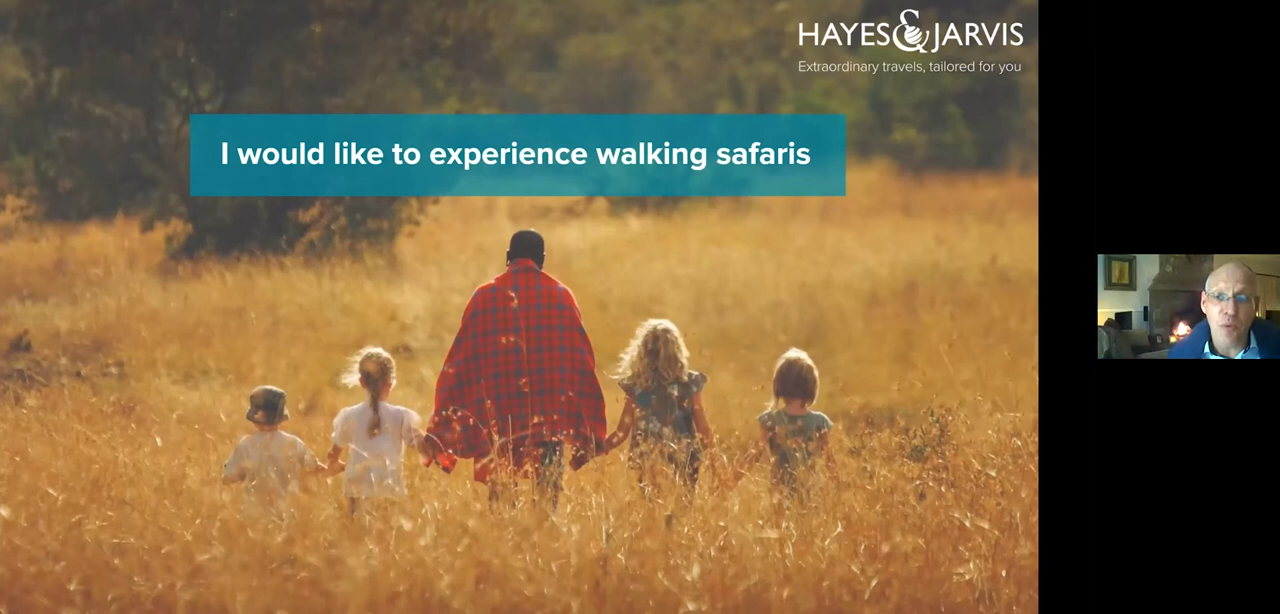 HAYES & JARVIS
Extraordinary travels, tailored for you
I would like to experience walking safaris